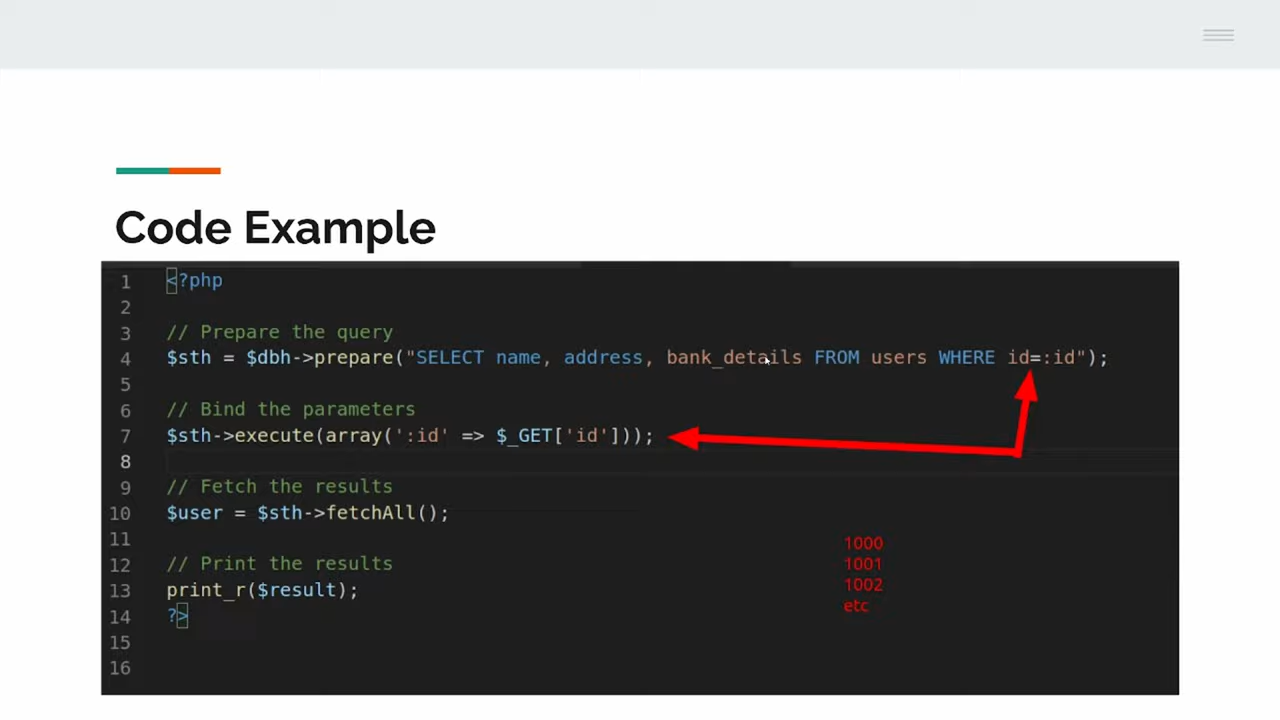 Code Example
1 <?php
2
3 // Prepare the query
4 $sth = $dbh->prepare("SELECT name, address, bank_details FROM users WHERE id=:id");
5
6 // Bind the parameters
7 $sth->execute(array(':id' => $_GET['id']));
8
9 // Fetch the results
10 $user = $sth->fetchAll();
11
12 // Print the results
13 print_r($result);
14 ?>
15
16
1000
1001
1002
etc